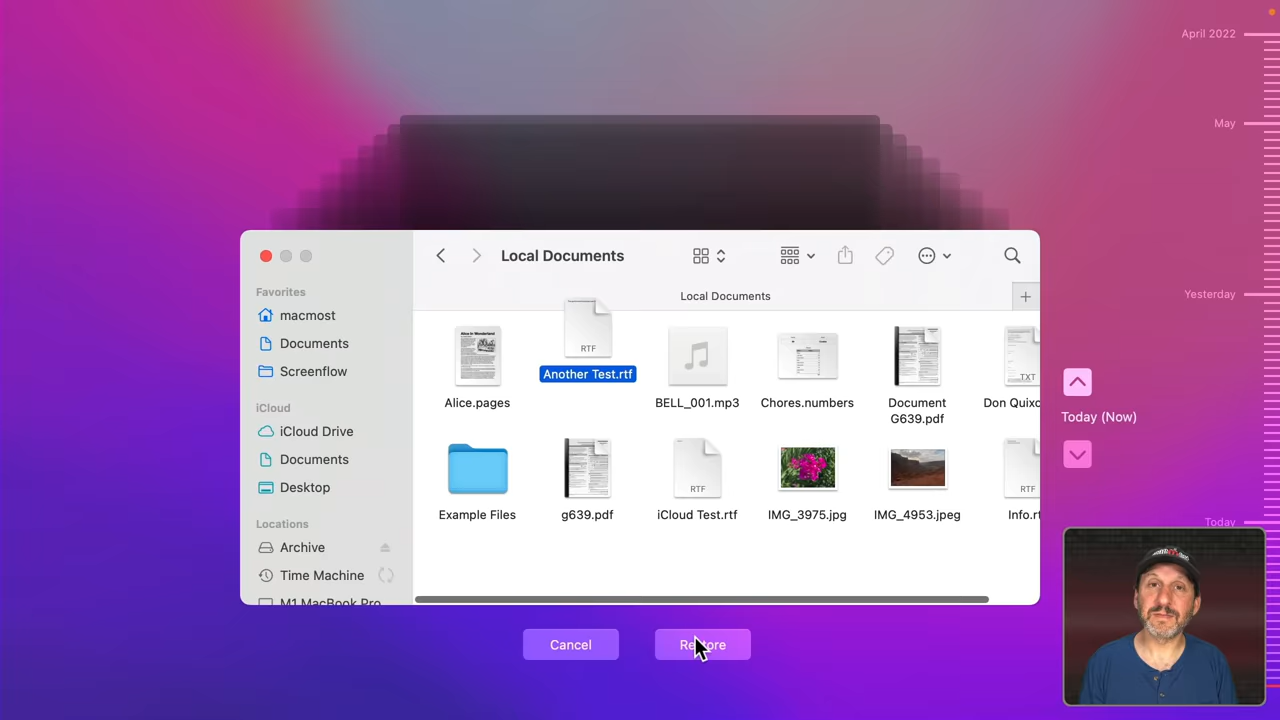 April 2022
May
Yesterday
Today
Local Documents
Local Documents
Favorites
macmost
Documents
Screenflow
iCloud
iCloud Drive
Documents
Desktop
Locations
Archive
Time Machine
M1 MacBook Pro
RTF
TXT
Alice.pages
Another Test.rtf
BELL_001.mp3
Chores.numbers
Document
G639.pdf
Don Quixo
RTF
RTF
Example Files
g639.pdf
iCloud Test.rtf
IMG_3975.jpg
IMG_4953.jpeg
Info.rt
Today (Now)
Cancel
Restore